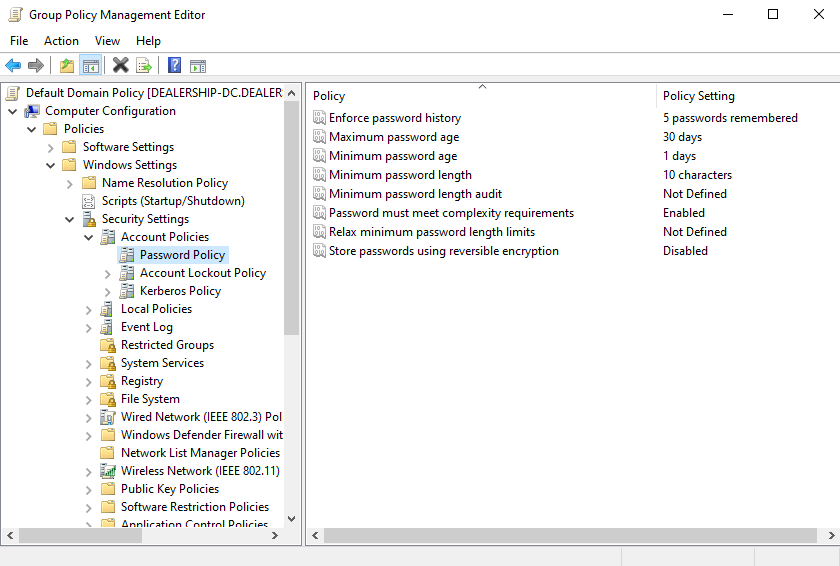 Group Policy Management Editor
File Action View Help
Default Domain Policy [DEALERSHIP-DC.DEALER
Computer Configuration
Policies
Software Settings
Windows Settings
Name Resolution Policy
Scripts (Startup/Shutdown)
Security Settings
Account Policies
Password Policy
Account Lockout Policy
Kerberos Policy
Local Policies
Event Log
Restricted Groups
System Services
Registry
File System
Wired Network (IEEE 802.3) Pol
Windows Defender Firewall wit
Network List Manager Policies
Wireless Network (IEEE 802.11)
Public Key Policies
Software Restriction Policies
Application Control Policies
Policy Policy Setting
Enforce password history 5 passwords remembered
Maximum password age 30 days
Minimum password age 1 days
Minimum password length 10 characters
Minimum password length audit Not Defined
Password must meet complexity requirements Enabled
Relax minimum password length limits Not Defined
Store passwords using reversible encryption Disabled